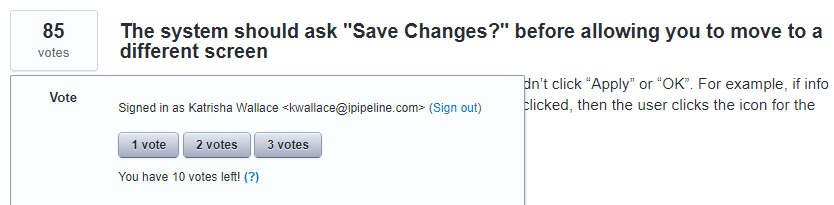 85
votes
The system should ask "Save Changes?" before allowing you to move to a
different screen
dn't click “Apply” or “OK”. For example, if info
Vote
clicked, then the user clicks the icon for the
Signed in as Katrisha Wallace <kwallace@ipipeline.com> (Sign out)
1 vote 2 votes 3 votes
You have 10 votes left! (?)